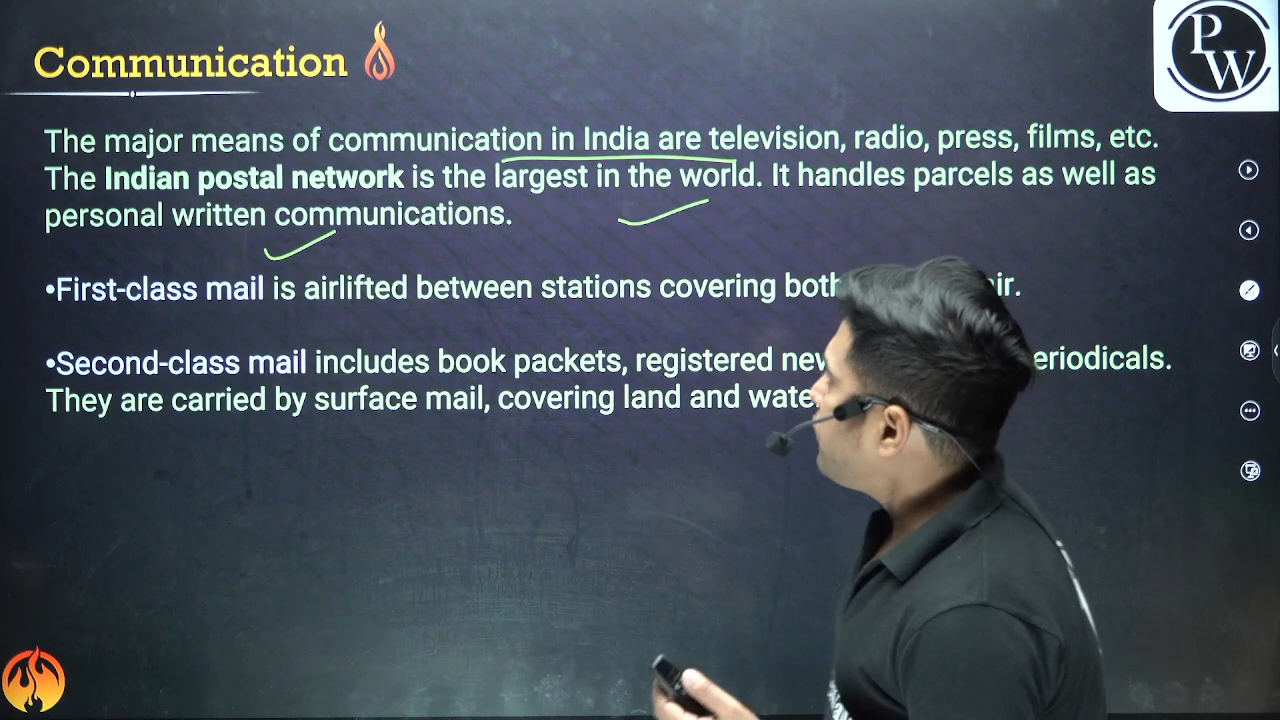 Communication
PW
The major means of communication in India are television, radio, press, films, etc.
The Indian postal network is the largest in the world. It handles parcels as well as
personal written communications.
•First-class mail is airlifted between stations covering both
•Second-class mail includes book packets, registered
They are carried by surface mail, covering land and